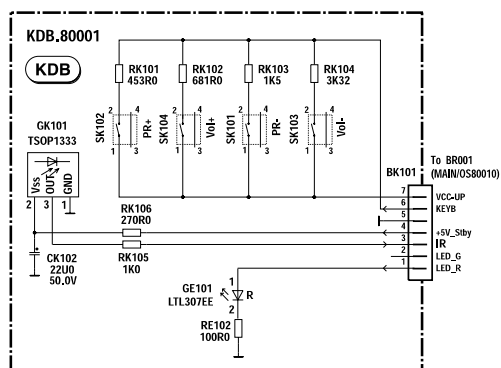 KDB.80001
KDB
RK101 RK102 RK103 RK104
453R0 681R0 1K5 3K32
2 4 2 4 2 4 2 4
SK102 PR+ SK104 Vol+ SK101 PR- SK103 Vol-
1 3 1 3 1 3 1 3
GK101
TSOP1333
Vss OUT GND
2 3 1
To BR001
(MAIN/OS80010)
BK101
7 VCC-UP
6 KEYB
5
4 +5V_Stby
3 IR
2 LED_G
1 LED_R
RK106
270R0
RK105
1K0
CK102
22U0
50.0V
1
GE101 R
LTL307EE
2
RE102
100R0